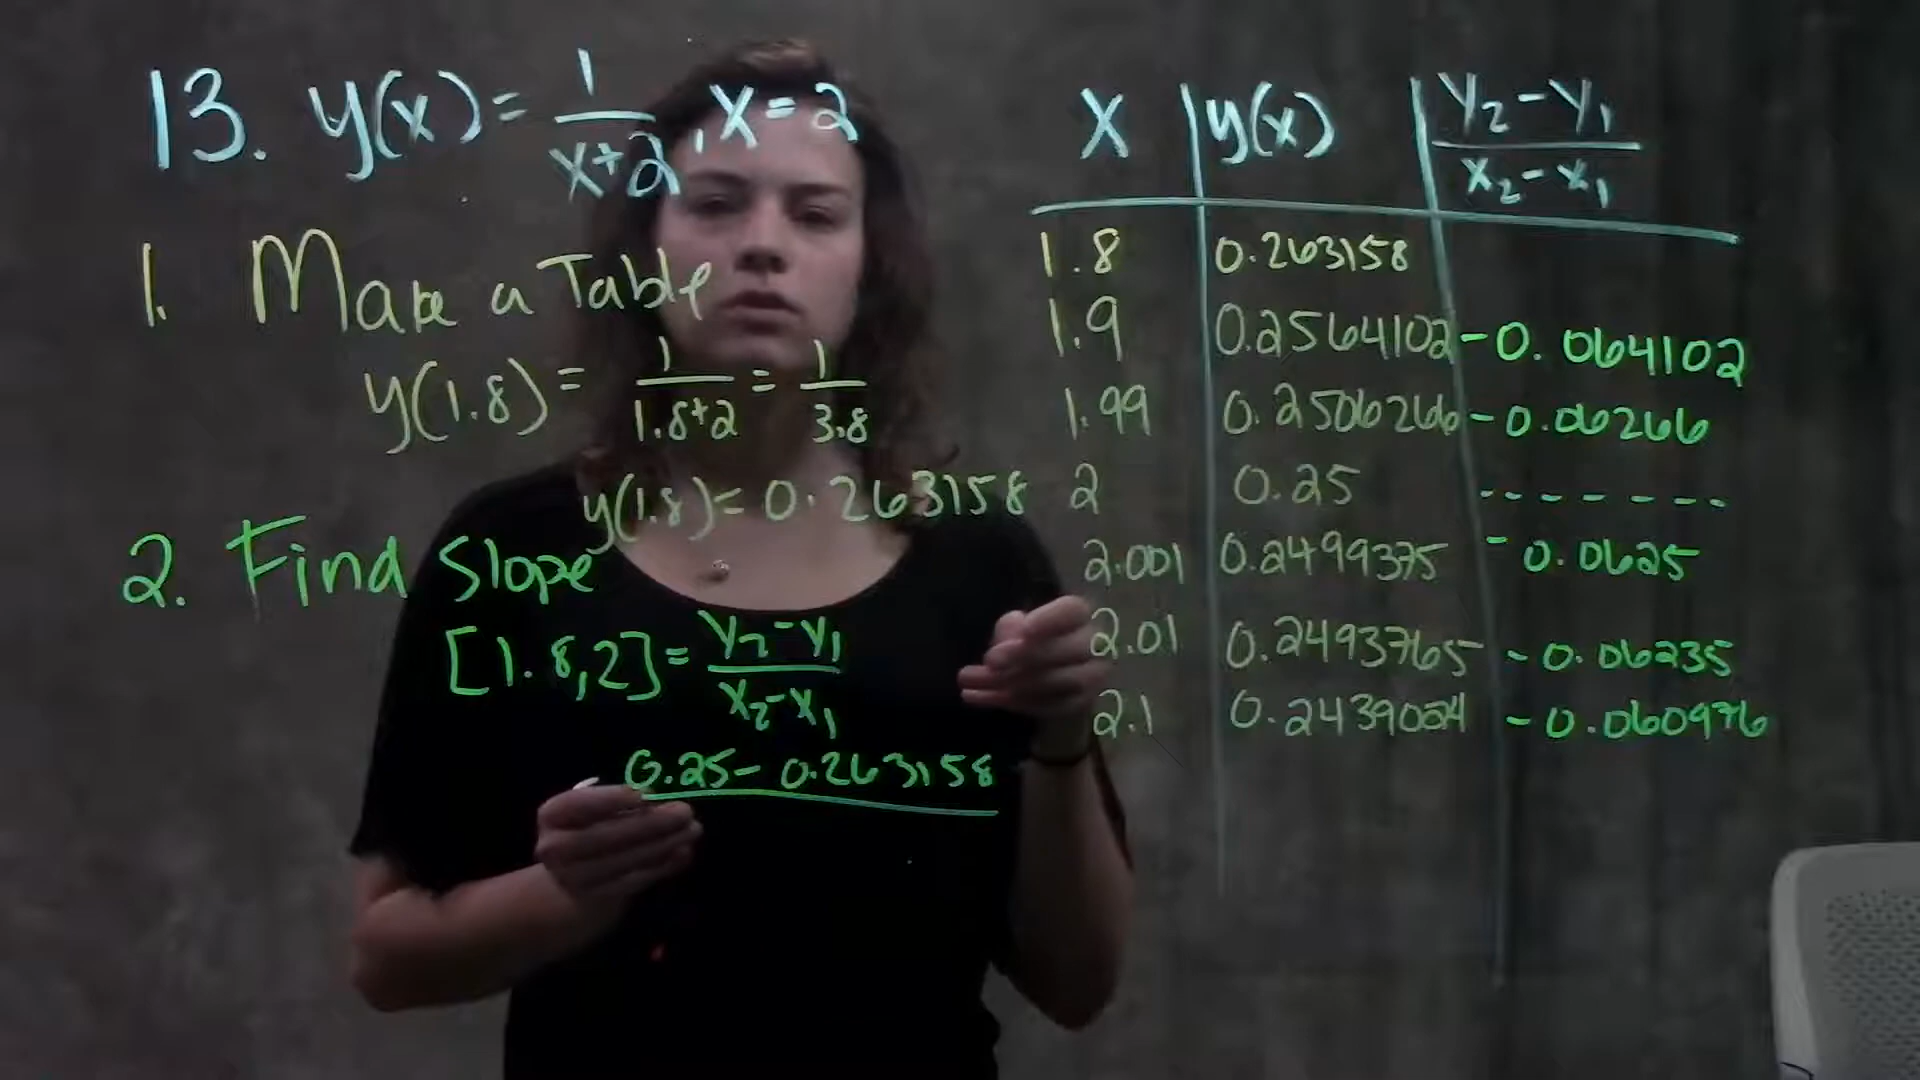 13. y(x) = 1/(x+2), x = 2
1. Make a Table
y(1.8) = 1/(1.8+2) = 1/3.8
y(1.8) = 0.263158
2. Find Slope
[1.8,2] = (y2-y1)/(x2-x1)
0.25 - 0.263158
x | y(x) | (y2-y1)/(x2-x1)
1.8 | 0.263158
1.9 | 0.2564102 | -0.064102
1.99 | 0.2506266 | -0.06266
2 | 0.25 | -------
2.001 | 0.2499375 | -0.0625
2.01 | 0.24937655 | -0.06235
2.1 | 0.2439024 | -0.060976